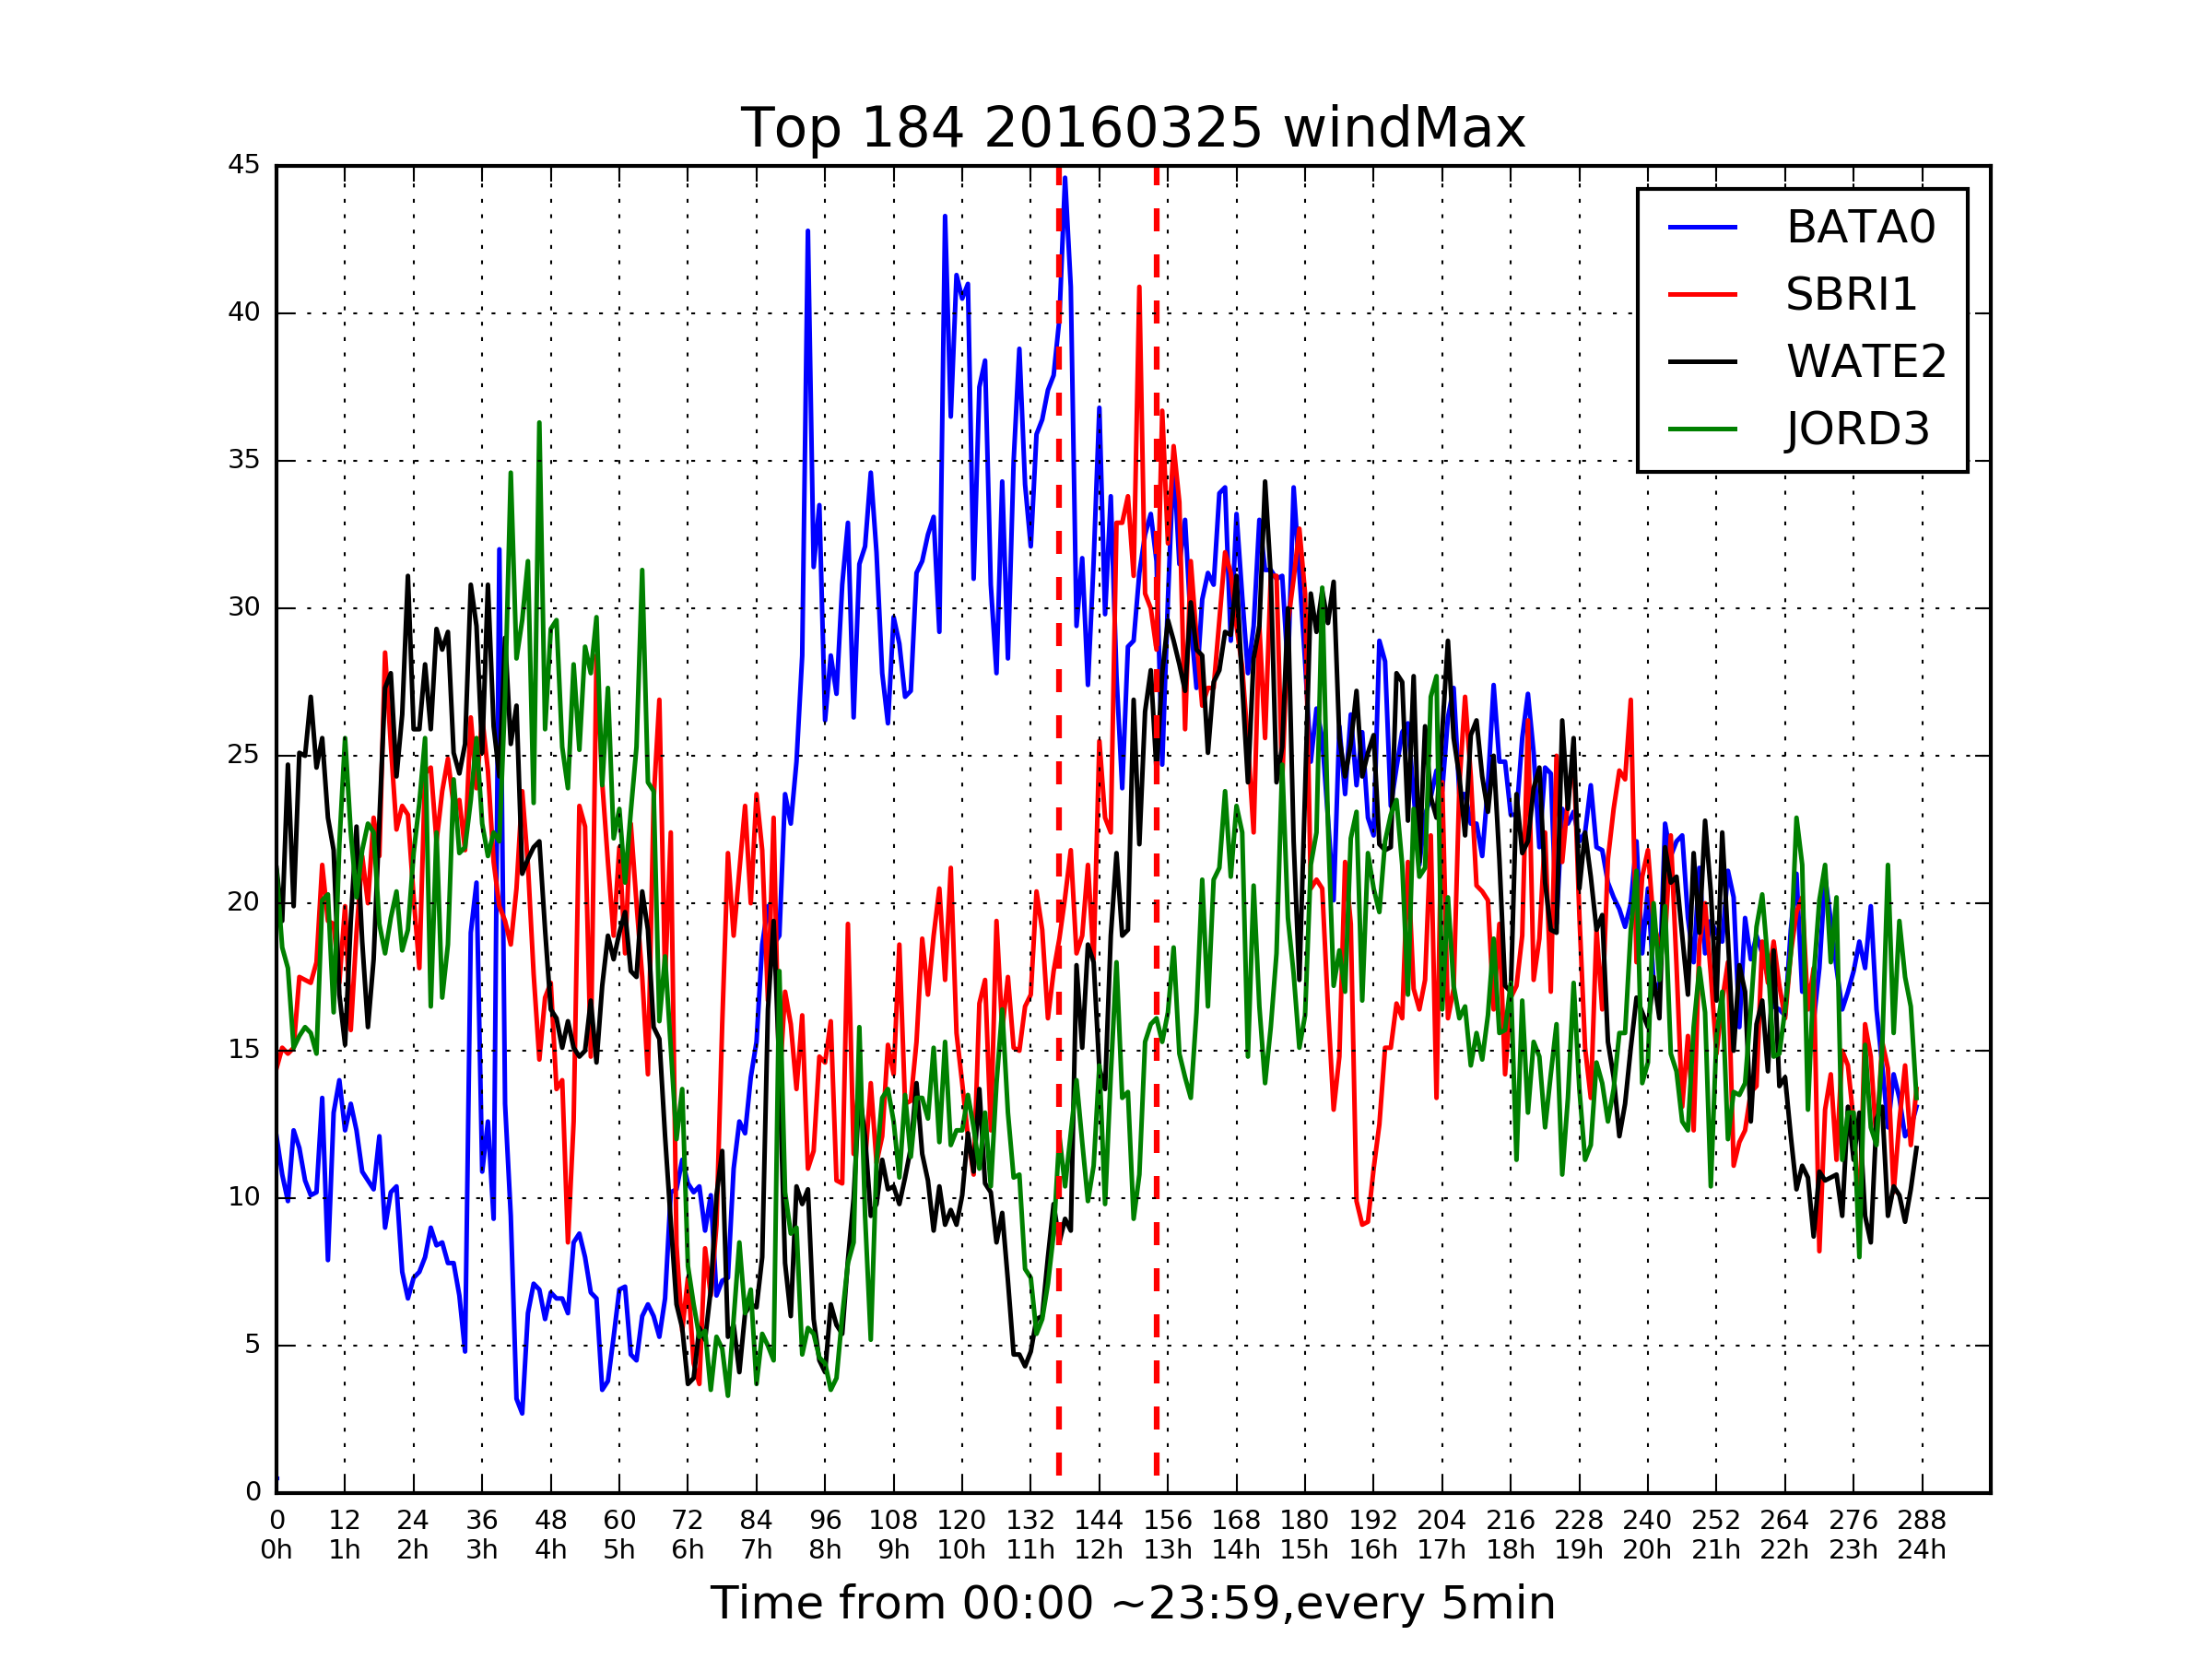 Top 184 20160325 windMax
45
40
35
30
25
20
15
10
5
0
BATA0
SBRI1
WATE2
JORD3
0 12 24 36 48 60 72 84 96 108 120 132 144 156 168 180 192 204 216 228 240 252 264 276 288
0h 1h 2h 3h 4h 5h 6h 7h 8h 9h 10h 11h 12h 13h 14h 15h 16h 17h 18h 19h 20h 21h 22h 23h 24h
Time from 00:00 ~23:59,every 5min